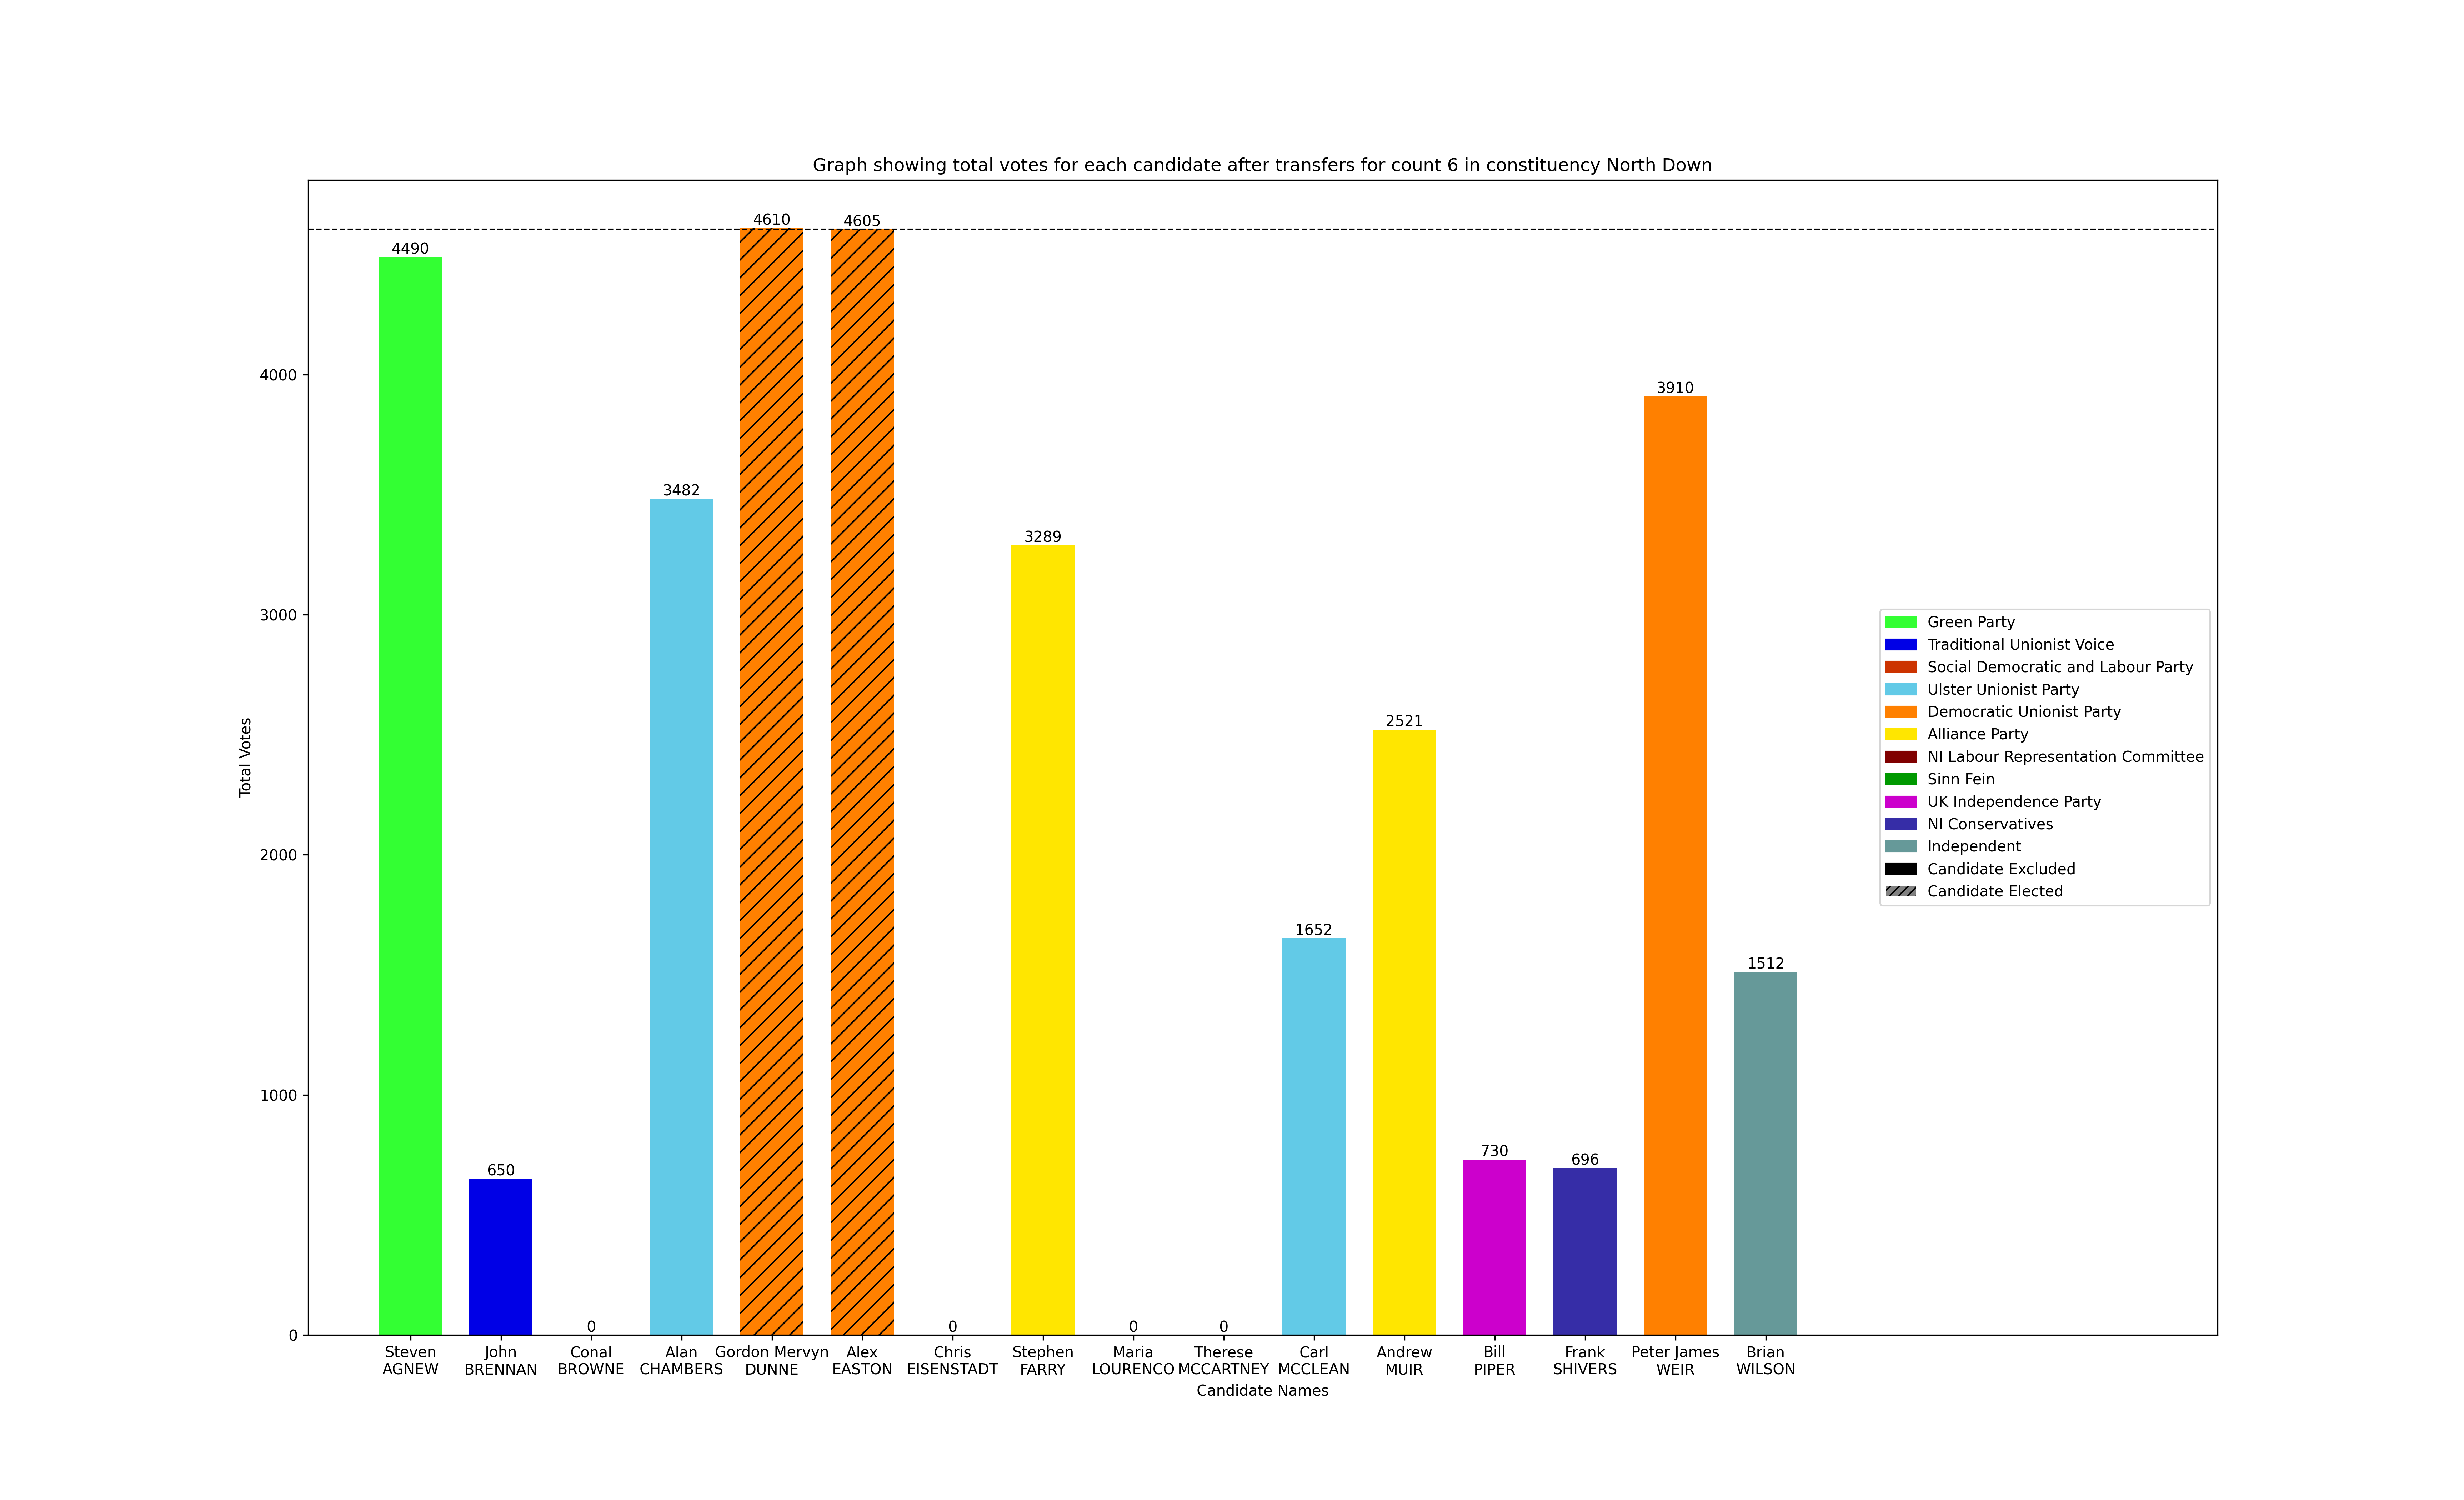 Graph showing total votes for each candidate after transfers for count 6 in constituency North Down
Total Votes
4000
3000
2000
1000
0
4490
650
0
3482
4610
4605
0
3289
0
0
1652
2521
730
696
3910
1512
Steven
AGNEW
John
BRENNAN
Conal
BROWNE
Alan
CHAMBERS
Gordon Mervyn
DUNNE
Alex
EASTON
Chris
EISENSTADT
Stephen
FARRY
Maria
LOURENCO
Therese
MCCARTNEY
Carl
MCCLEAN
Andrew
MUIR
Bill
PIPER
Frank
SHIVERS
Peter James
WEIR
Brian
WILSON
Candidate Names
Green Party
Traditional Unionist Voice
Social Democratic and Labour Party
Ulster Unionist Party
Democratic Unionist Party
Alliance Party
NI Labour Representation Committee
Sinn Fein
UK Independence Party
NI Conservatives
Independent
Candidate Excluded
Candidate Elected